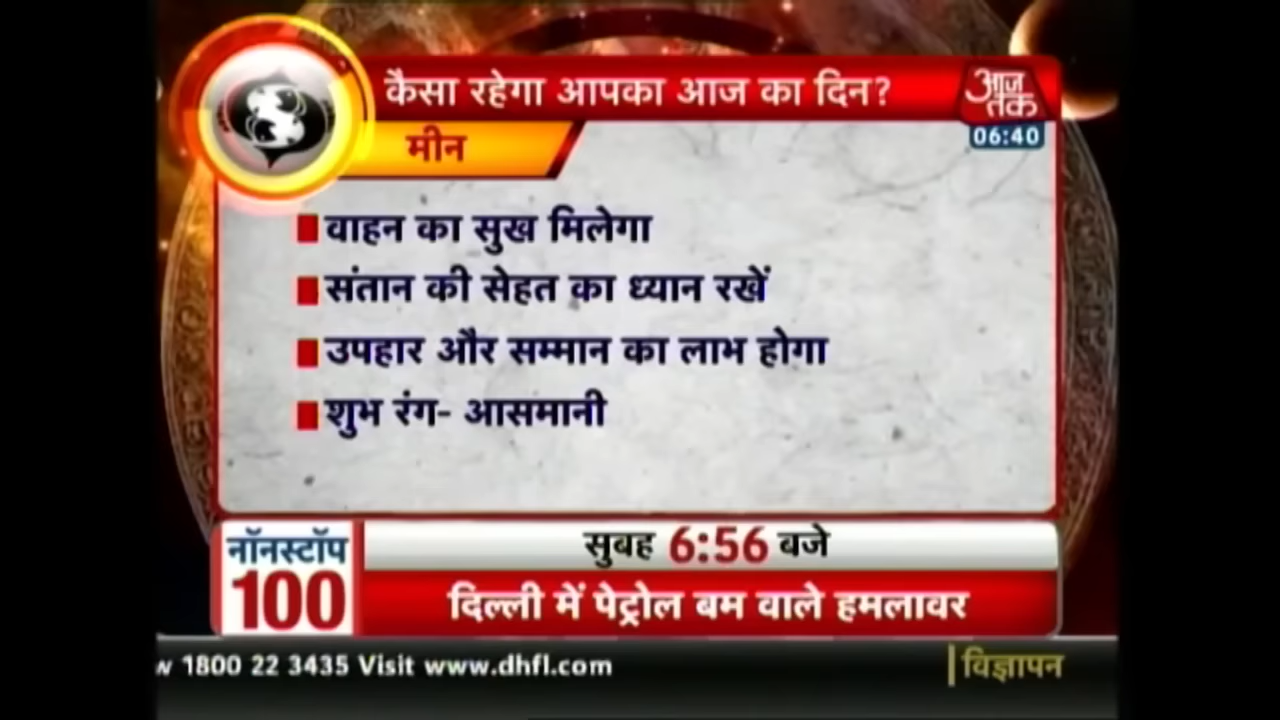 कैसा रहेगा आपका आज का दिन?
आज तक
06:40
मीन
वाहन का सुख मिलेगा
संतान की सेहत का ध्यान रखें
उपहार और सम्मान का लाभ होगा
शुभ रंग- आसमानी
नॉनस्टॉप
100
सुबह 6:56 बजे
दिल्ली में पेट्रोल बम वाले हमलावर
1800 22 3435 Visit www.dhfl.com
विज्ञापन